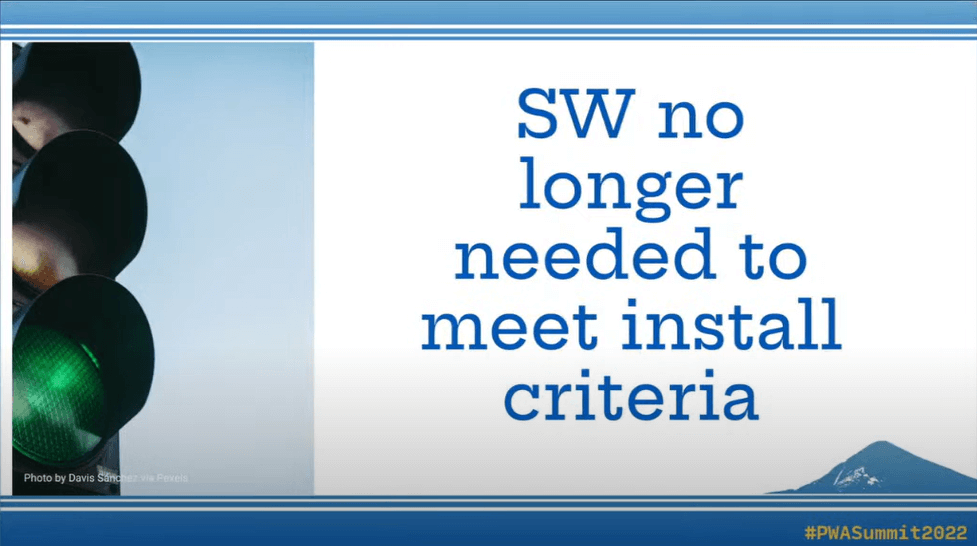 SW no
longer
needed to
meet install
criteria
Photo by Davis Sánchez via Pexels
#PWASummit2022